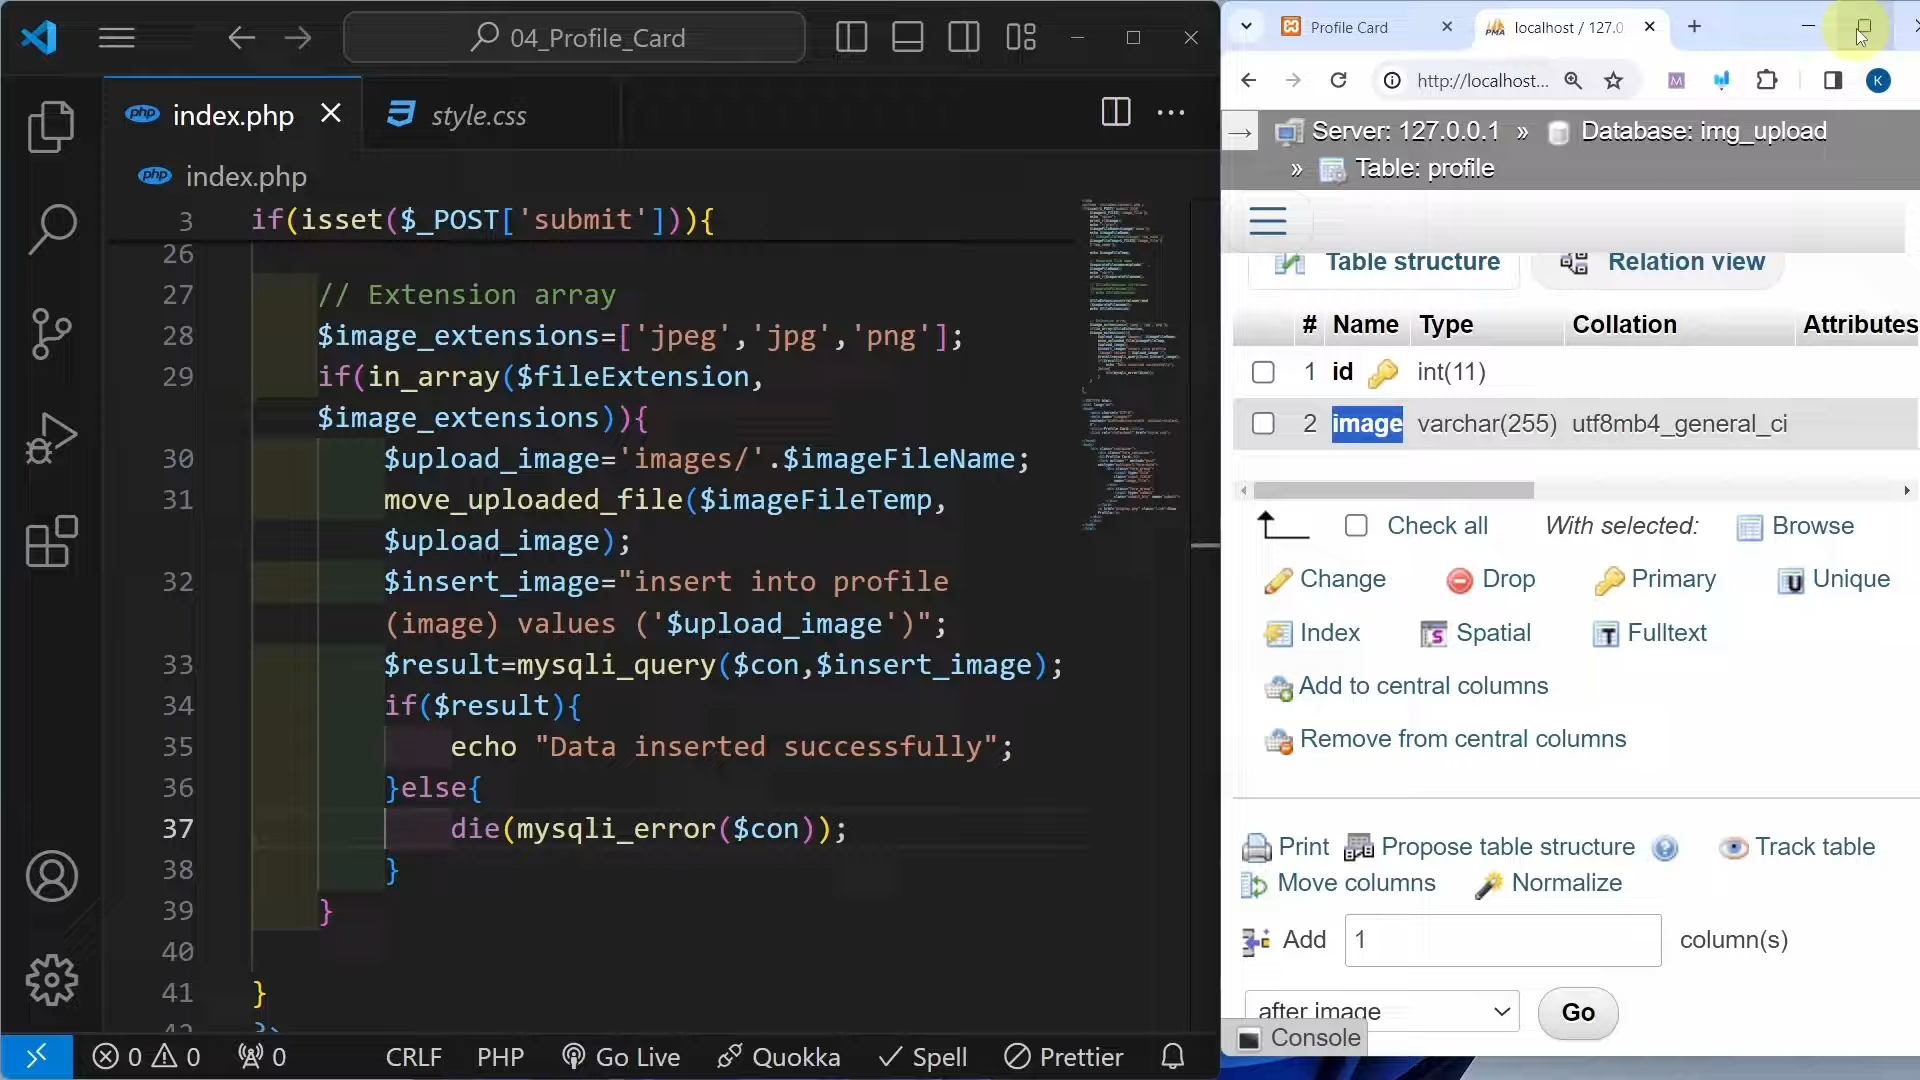 04_Profile_Card
index.php
style.css
index.php
3 if(isset($_POST['submit'])){
26
27 // Extension array
28 $image_extensions=['jpeg','jpg','png'];
29 if(in_array($fileExtension,
$image_extensions)){
30 $upload_image='images/'.$imageFileName;
31 move_uploaded_file($imageFileTemp,
$upload_image);
32 $insert_image="insert into profile
(image) values ('$upload_image')";
33 $result=mysqli_query($con,$insert_image);
34 if($result){
35 echo "Data inserted successfully";
36 }else{
37 die(mysqli_error($con));
38 }
39 }
40
41 }
0 0 0 CRLF PHP Go Live Quokka Spell Prettier
Profile Card
localhost / 127.0
http://localhost...
K
Server: 127.0.0.1 » Database: img_upload
» Table: profile
Table structure Relation view
# Name Type Collation Attributes
1 id int(11)
2 image varchar(255) utf8mb4_general_ci
Check all With selected: Browse
Change Drop Primary Unique
Index Spatial Fulltext
Add to central columns
Remove from central columns
Print Propose table structure Track table
Move columns Normalize
Add 1 column(s)
after image Go
Console